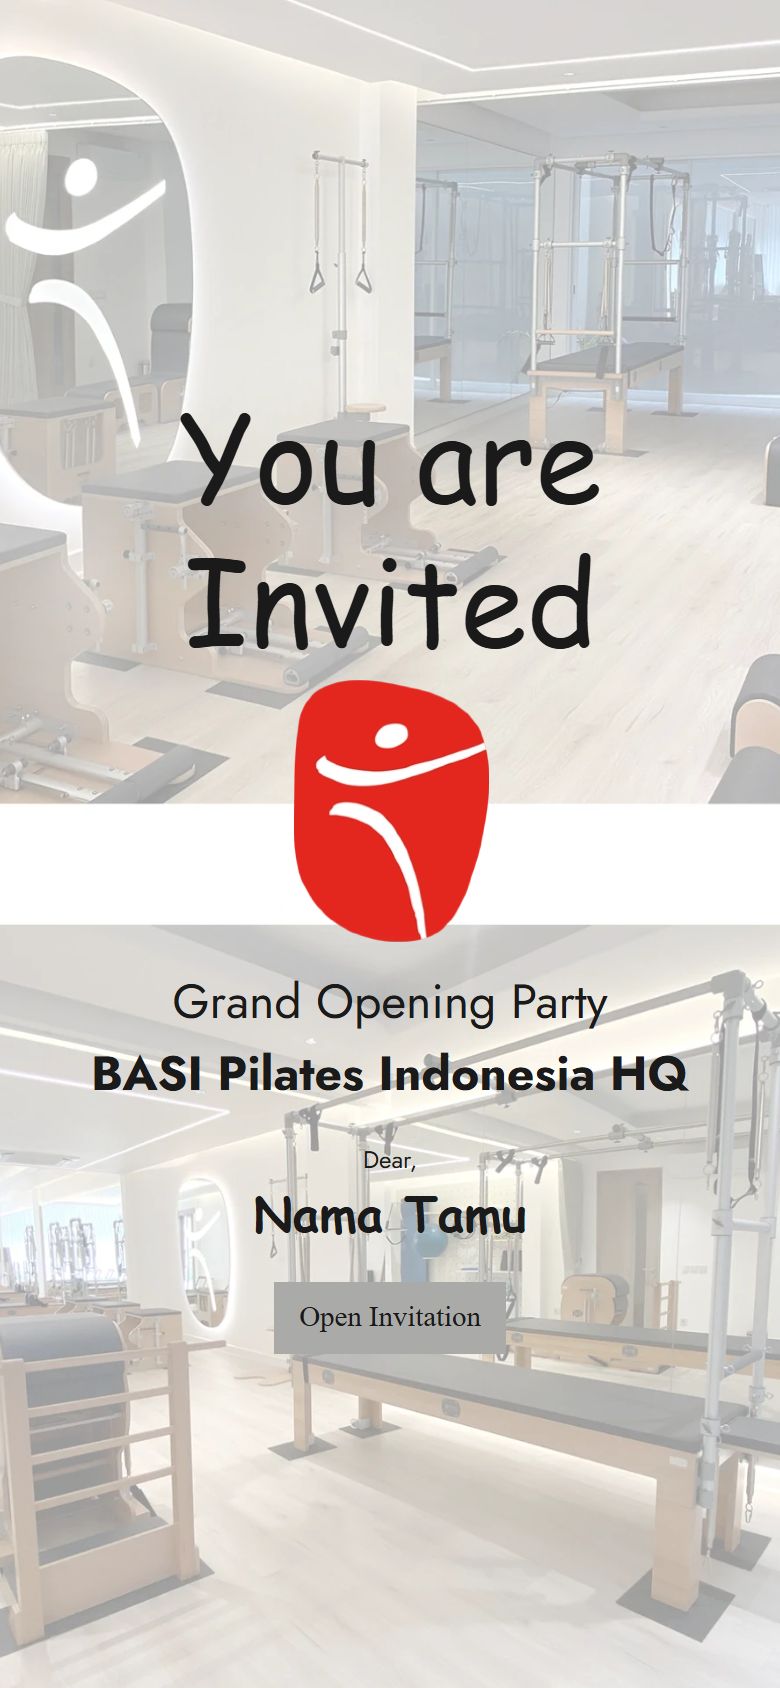 You are
Invited
Grand Opening Party
BASI Pilates Indonesia HQ
Dear,
Nama Tamu
Open Invitation